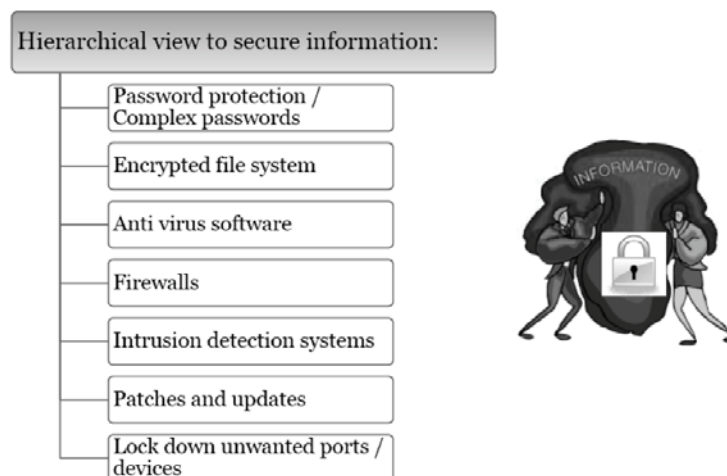 Hierarchical view to secure information:
Password protection /
Complex passwords
Encrypted file system
Anti virus software
Firewalls
Intrusion detection systems
Patches and updates
Lock down unwanted ports /
devices
INFORMATION